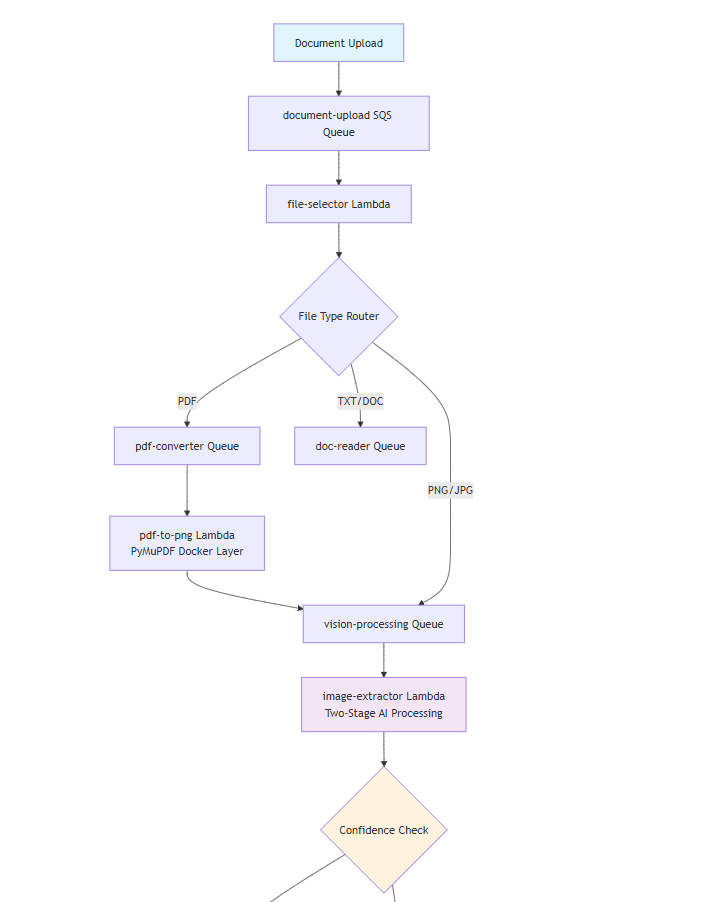 Document Upload
document-upload SQS
Queue
file-selector Lambda
File Type Router
PDF
TXT/DOC
pdf-converter Queue
doc-reader Queue
PNG/JPG
pdf-to-png Lambda
PyMuPDF Docker Layer
vision-processing Queue
image-extractor Lambda
Two-Stage AI Processing
Confidence Check